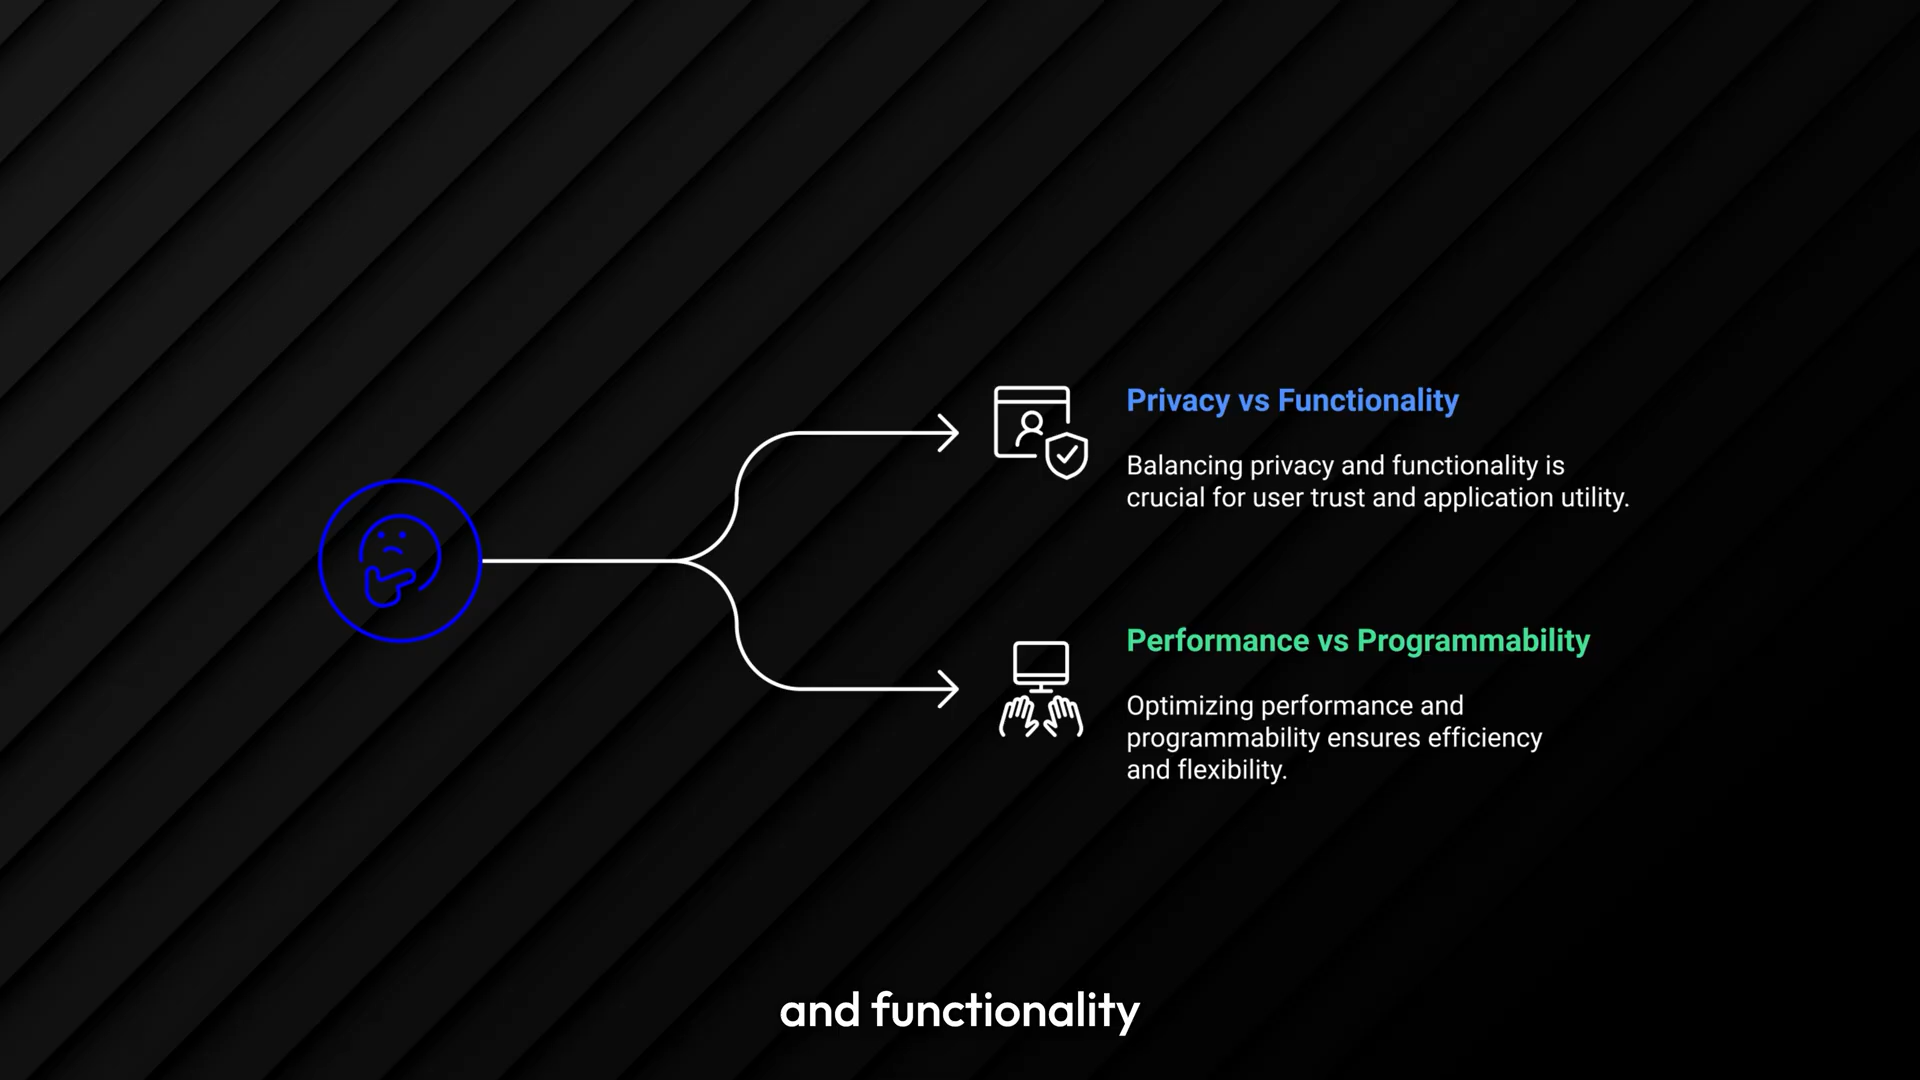 Privacy vs Functionality
Balancing privacy and functionality is
crucial for user trust and application utility.
Performance vs Programmability
Optimizing performance and
programmability ensures efficiency
and flexibility.
and functionality